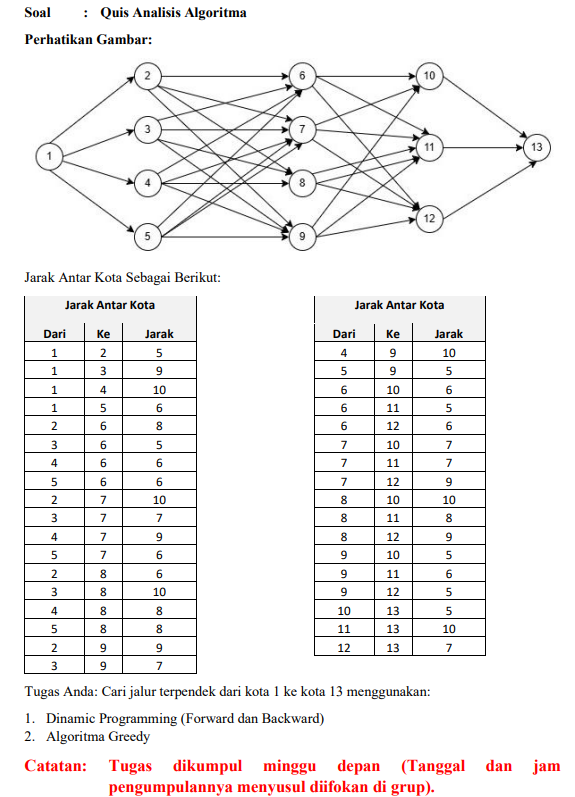 Soal : Quis Analisis Algoritma
Perhatikan Gambar:
2 6 10
3 7
1 11 13
4 8
12
5 9
Jarak Antar Kota Sebagai Berikut:
Jarak Antar Kota
Dari Ke Jarak
1 2 5
1 3 9
1 4 10
1 5 6
2 6 8
3 6 5
4 6 6
5 6 6
2 7 10
3 7 7
4 7 9
5 7 6
2 8 6
3 8 10
4 8 8
5 8 8
2 9 9
3 9 7
Jarak Antar Kota
Dari Ke Jarak
4 9 10
5 9 5
6 10 6
6 11 5
6 12 6
7 10 7
7 11 7
7 12 9
8 10 10
8 11 8
8 12 9
9 10 5
9 11 6
9 12 5
10 13 5
11 13 10
12 13 7
Tugas Anda: Cari jalur terpendek dari kota 1 ke kota 13 menggunakan:
1. Dinamic Programming (Forward dan Backward)
2. Algoritma Greedy
Catatan: Tugas dikumpul minggu depan (Tanggal dan jam
pengumpulannya menyusul diifokan di grup).